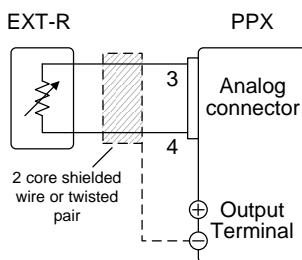 EXT-R
PPX
3
Analog
connector
4
2 core shielded
wire or twisted
pair
+
Output
Terminal
−